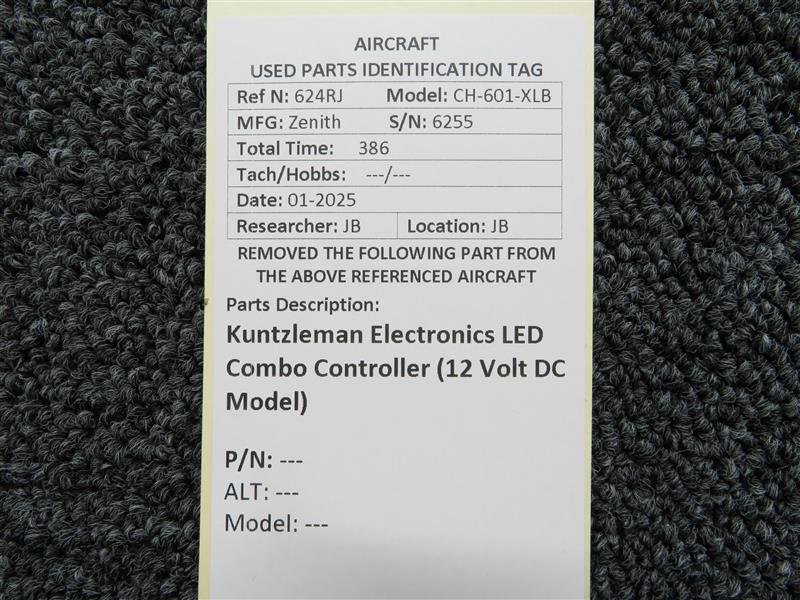 AIRCRAFT
USED PARTS IDENTIFICATION TAG
Ref N: 624RJ Model: CH-601-XLB
MFG: Zenith S/N: 6255
Total Time: 386
Tach/Hobbs: ---/---
Date: 01-2025
Researcher: JB Location: JB
REMOVED THE FOLLOWING PART FROM
THE ABOVE REFERENCED AIRCRAFT
Parts Description:
Kuntzleman Electronics LED
Combo Controller (12 Volt DC
Model)
P/N: ---
ALT: ---
Model: ---